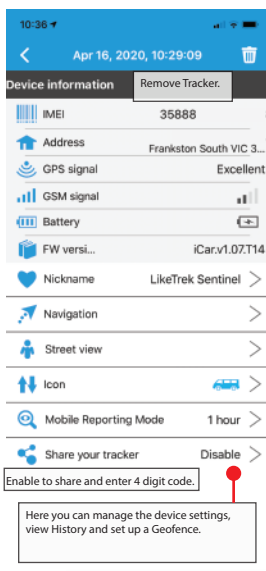 10:36
Apr 16, 2020, 10:29:09
Device information
Remove Tracker.
IMEI 35888
Address Frankston South VIC 3...
GPS signal Excellent
GSM signal
Battery
FW versi... iCar.v1.07.T14
Nickname LikeTrek Sentinel
Navigation
Street view
Icon
Mobile Reporting Mode 1 hour
Share your tracker Disable
Enable to share and enter 4 digit code.
Here you can manage the device settings,
view History and set up a Geofence.